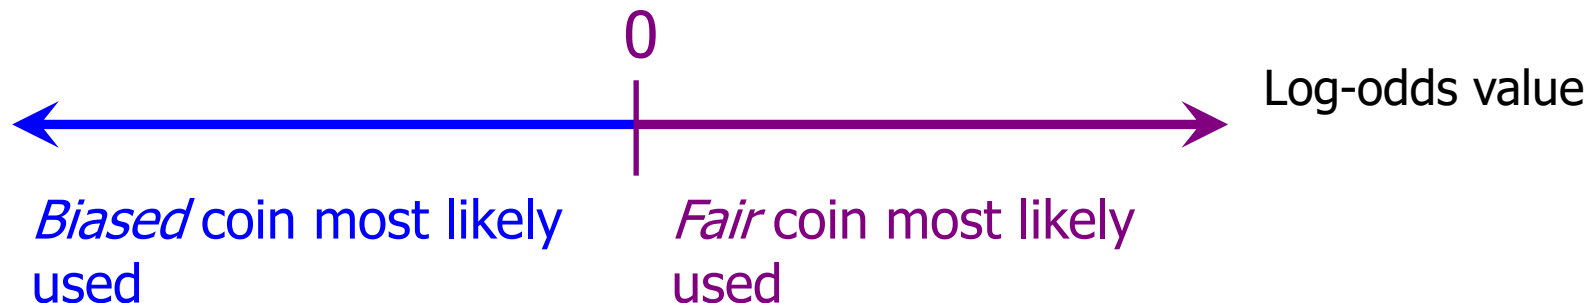 0
Log-odds value
Biased coin most likely
used
Fair coin most likely
used